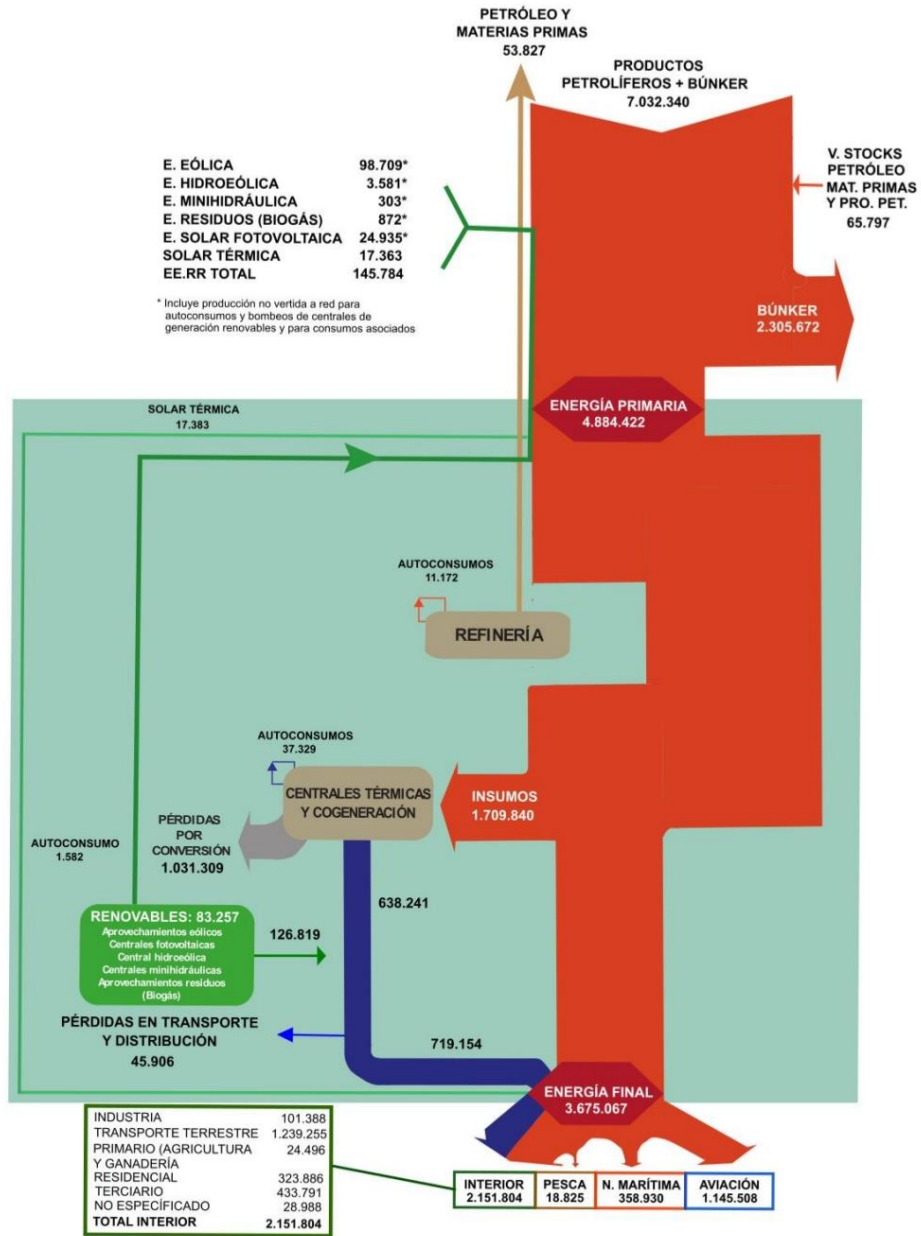 PETRÓLEO Y
MATERIAS PRIMAS
53.827
PRODUCTOS
PETROLÍFEROS + BÚNKER
7.032.340
V. STOCKS
PETRÓLEO
MAT. PRIMAS
Y PRO. PET.
65.797
E. EÓLICA 98.709*
E. HIDROEÓLICA 3.581*
E. MINIHIDRÁULICA 303*
E. RESIDUOS (BIOGÁS) 872*
E. SOLAR FOTOVOLTAICA 24.935*
SOLAR TÉRMICA 17.363
EE.RR TOTAL 145.784
* Incluye producción no vertida a red para
autoconsumos y bombeos de centrales de
generación renovables y para consumos asociados
BÚNKER
2.305.672
SOLAR TÉRMICA
17.383
ENERGÍA PRIMARIA
4.884.422
AUTOCONSUMOS
11.172
REFINERÍA
AUTOCONSUMOS
37.329
CENTRALES TÉRMICAS
Y COGENERACIÓN
INSUMOS
1.709.840
PÉRDIDAS
POR
CONVERSIÓN
1.031.309
AUTOCONSUMO
1.582
638.241
RENOVABLES: 83.257
Aprovechamientos eólicos
Centrales fotovoltaicas
Central hidroeólica
Centrales minihidráulicas
Aprovechamientos residuos
(Biogás)
126.819
PÉRDIDAS EN TRANSPORTE
Y DISTRIBUCIÓN
45.906
719.154
ENERGÍA FINAL
3.675.067
INDUSTRIA 101.388
TRANSPORTE TERRESTRE 1.239.255
PRIMARIO (AGRICULTURA 24.496
Y GANADERÍA
RESIDENCIAL 323.886
TERCIARIO 433.791
NO ESPECÍFICADO 28.988
TOTAL INTERIOR 2.151.804
INTERIOR
2.151.804
PESCA
18.825
N. MARÍTIMA
358.930
AVIACIÓN
1.145.508